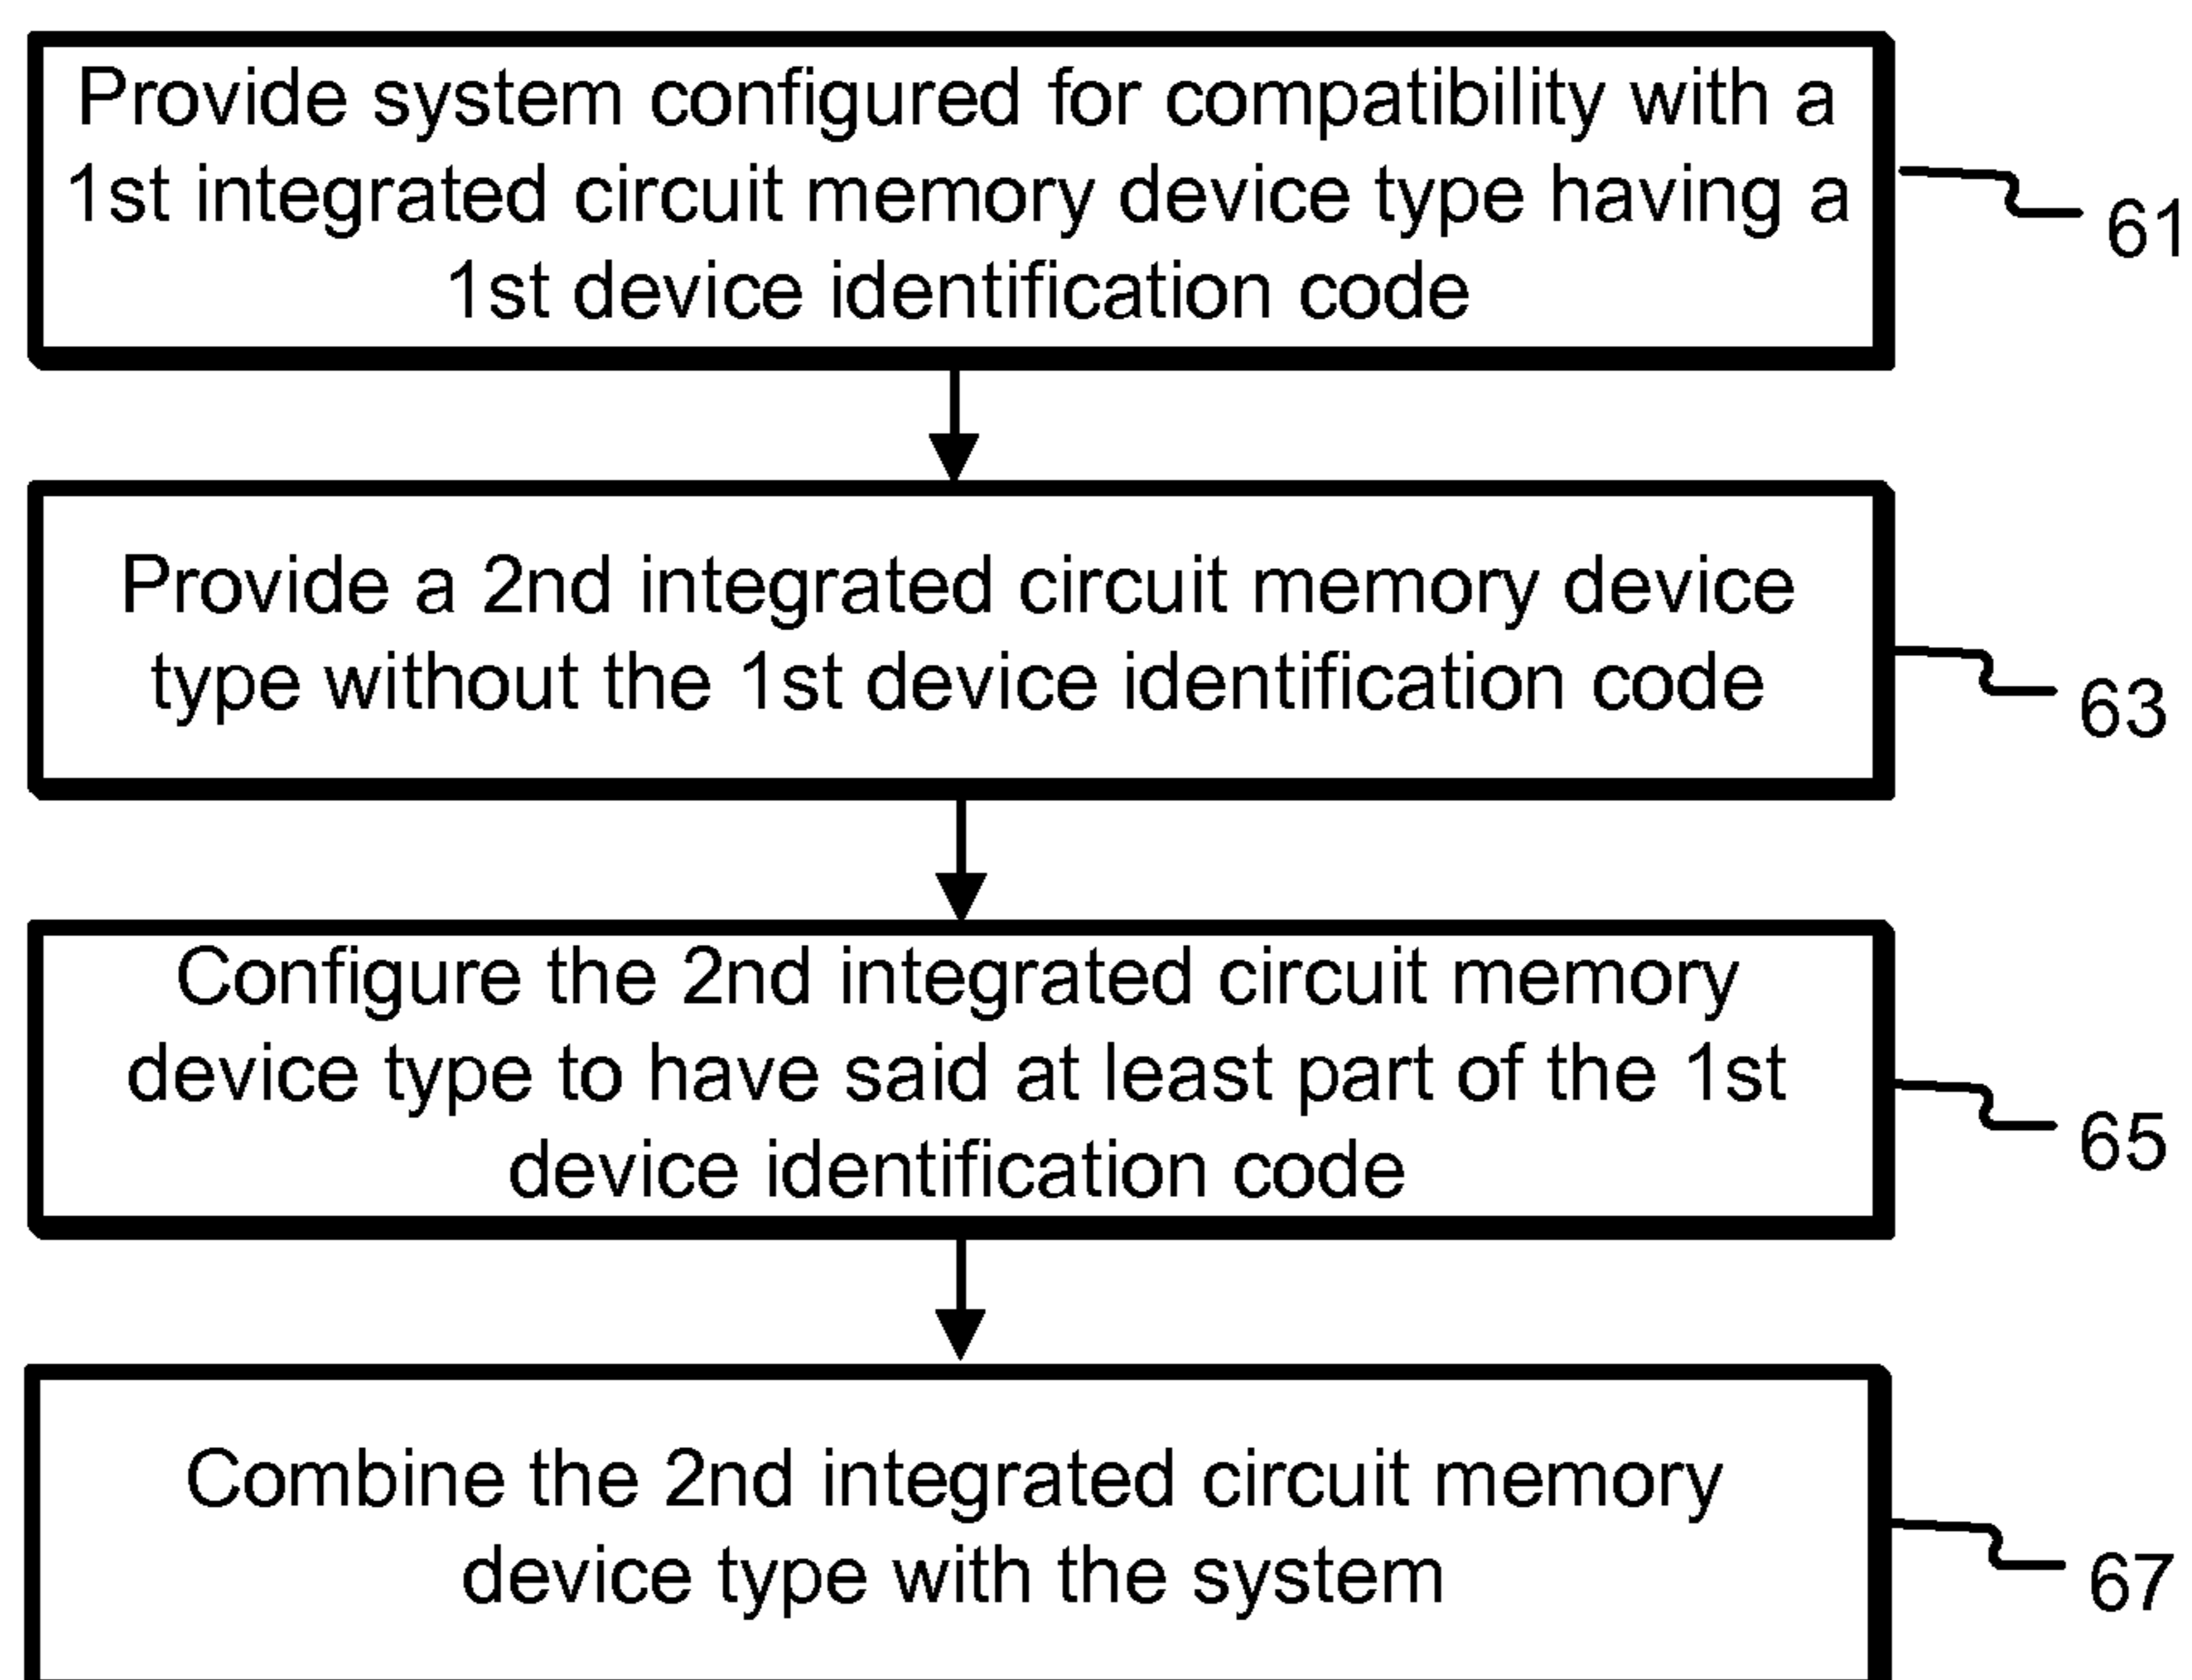 Provide system configured for compatibility with a
1st integrated circuit memory device type having a
1st device identification code
61
Provide a 2nd integrated circuit memory device
type without the 1st device identification code
63
Configure the 2nd integrated circuit memory
device type to have said at least part of the 1st
device identification code
65
Combine the 2nd integrated circuit memory
device type with the system
67